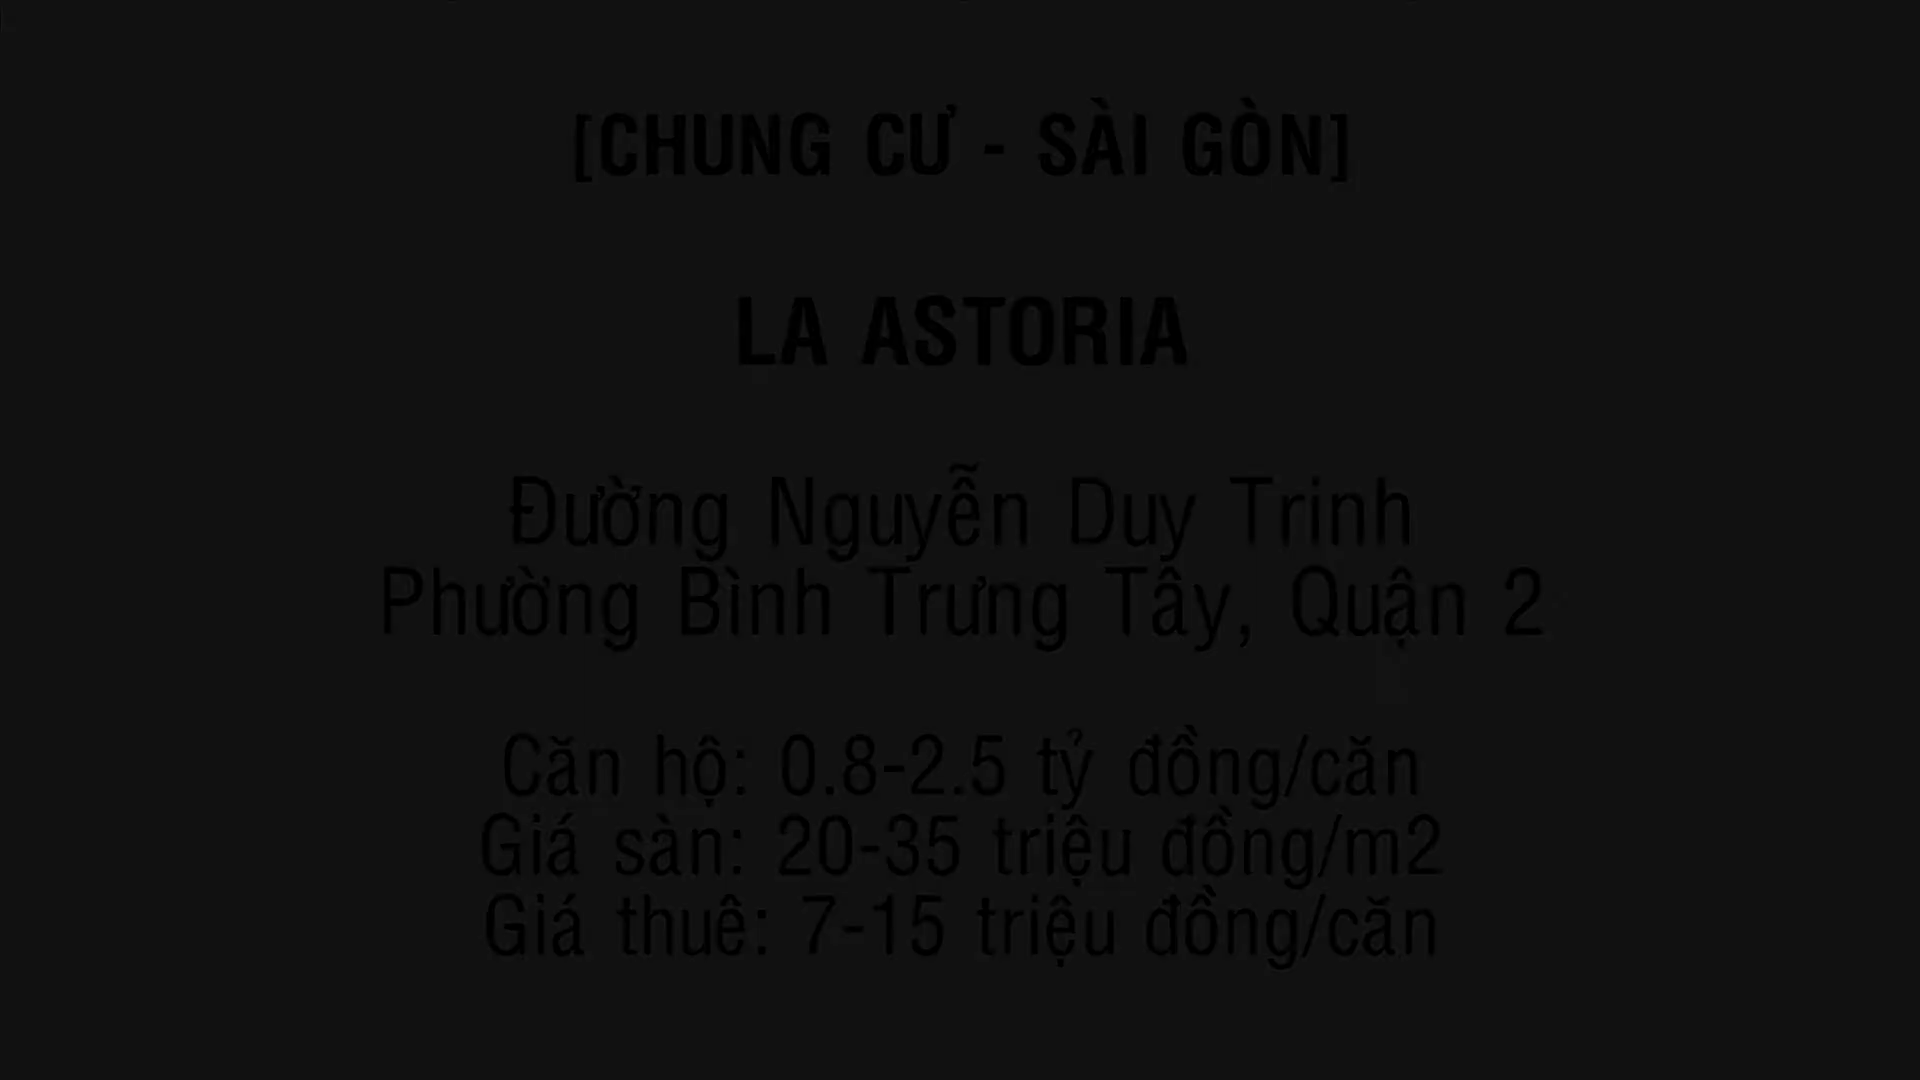 [CHUNG CƯ - SÀI GÒN]
LA ASTORIA
Đường Nguyễn Duy Trinh
Phường Bình Trưng Tây, Quận 2
Căn hộ: 0.8-2.5 tỷ đồng/căn
Giá sàn: 20-35 triệu đồng/m2
Giá thuê: 7-15 triệu đồng/căn